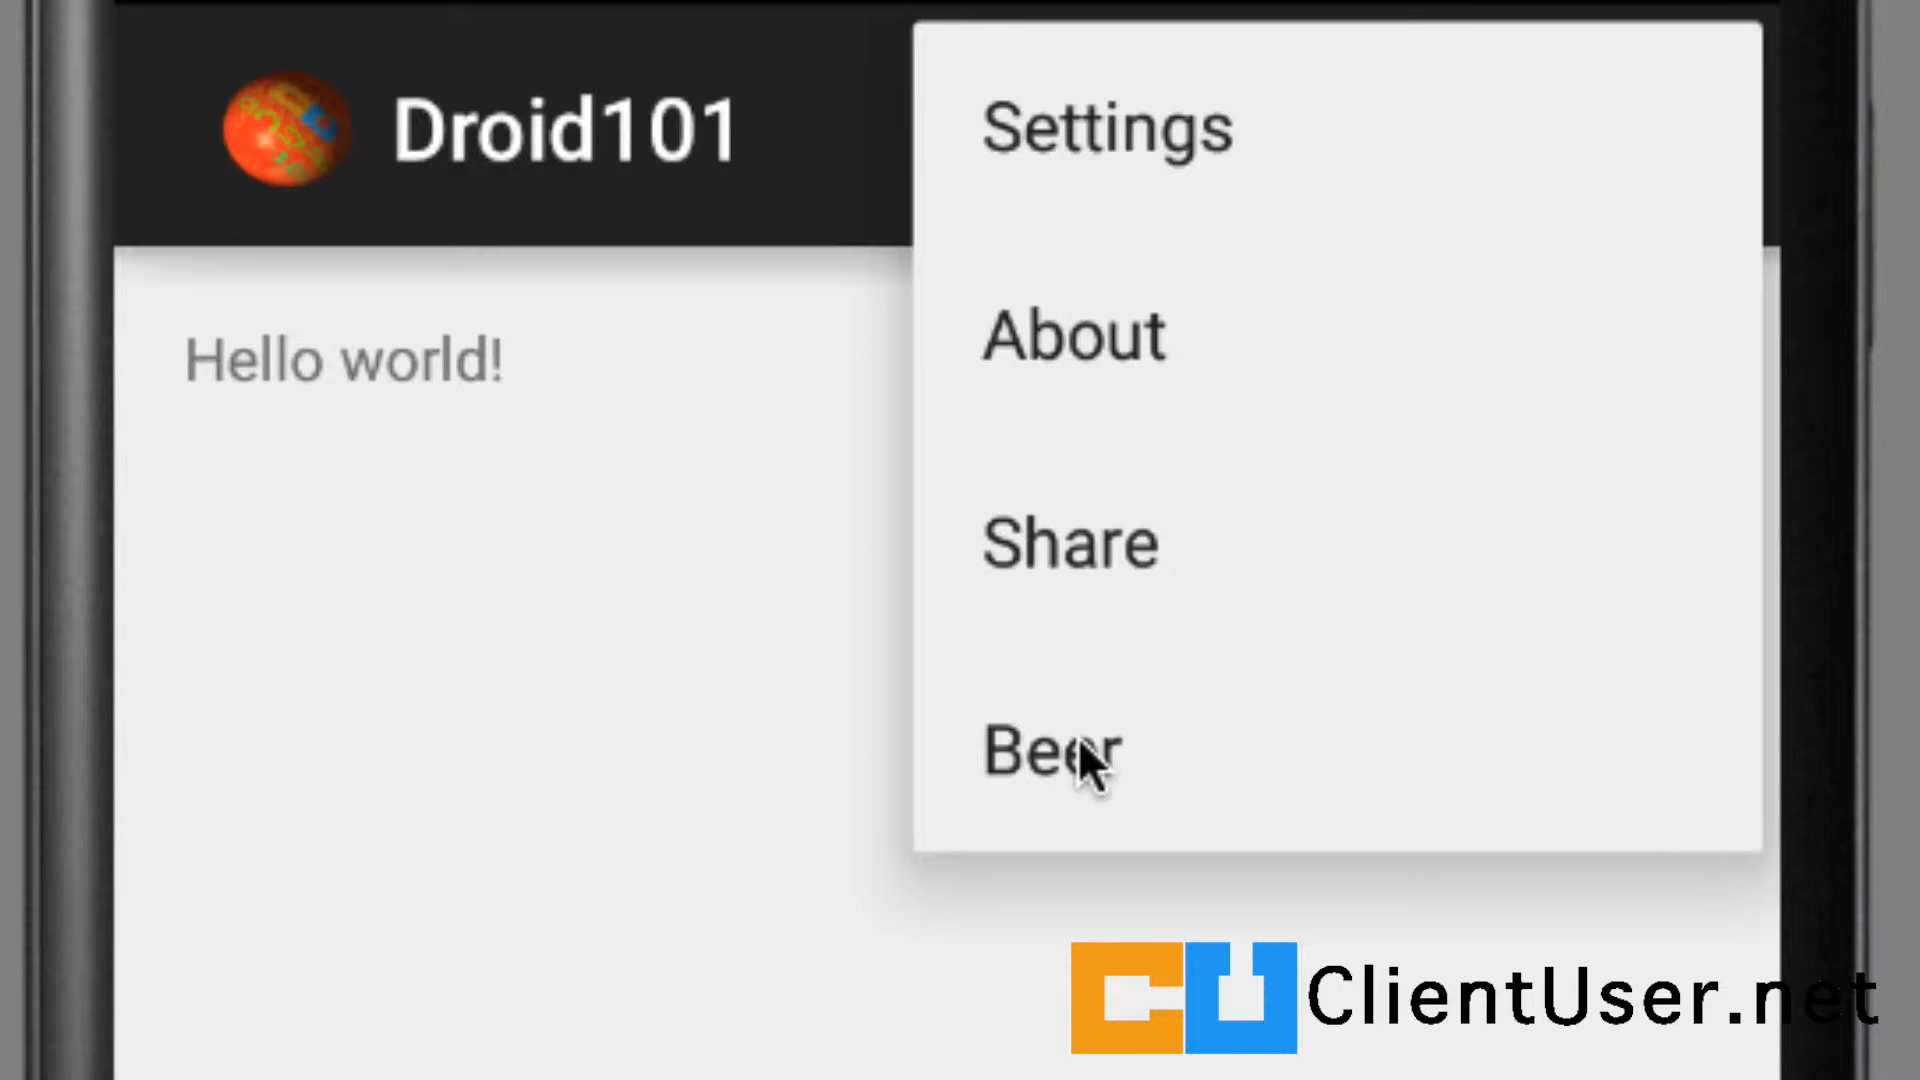 Droid101
Settings
Hello world!
About
Share
Beer
ClientUser.net